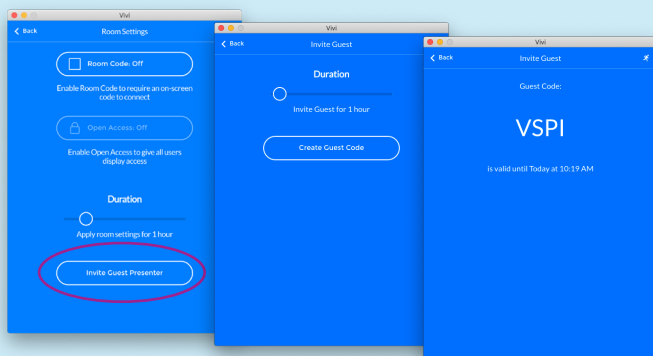 Vivi
Back
Room Settings
Room Code: Off
Enable Room Code to require an on-screen
code to connect
Open Access: Off
Enable Open Access to give all users
display access
Duration
Apply room settings for 1 hour
Invite Guest Presenter
Vivi
Back
Invite Guest
Duration
Invite Guest for 1 hour
Create Guest Code
Vivi
Back
Invite Guest
Guest Code:
VSPI
is valid until Today at 10:19 AM